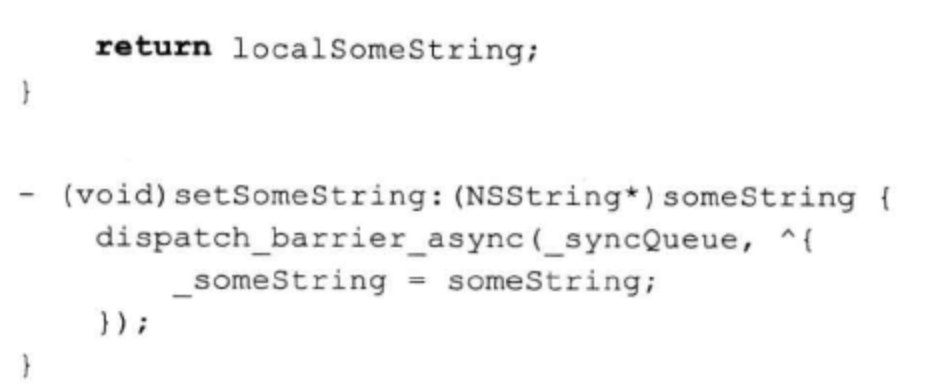 return localSomeString;
}
- (void)setSomeString:(NSString*)someString {
dispatch_barrier_async(_syncQueue, ^{
_someString = someString;
});
}